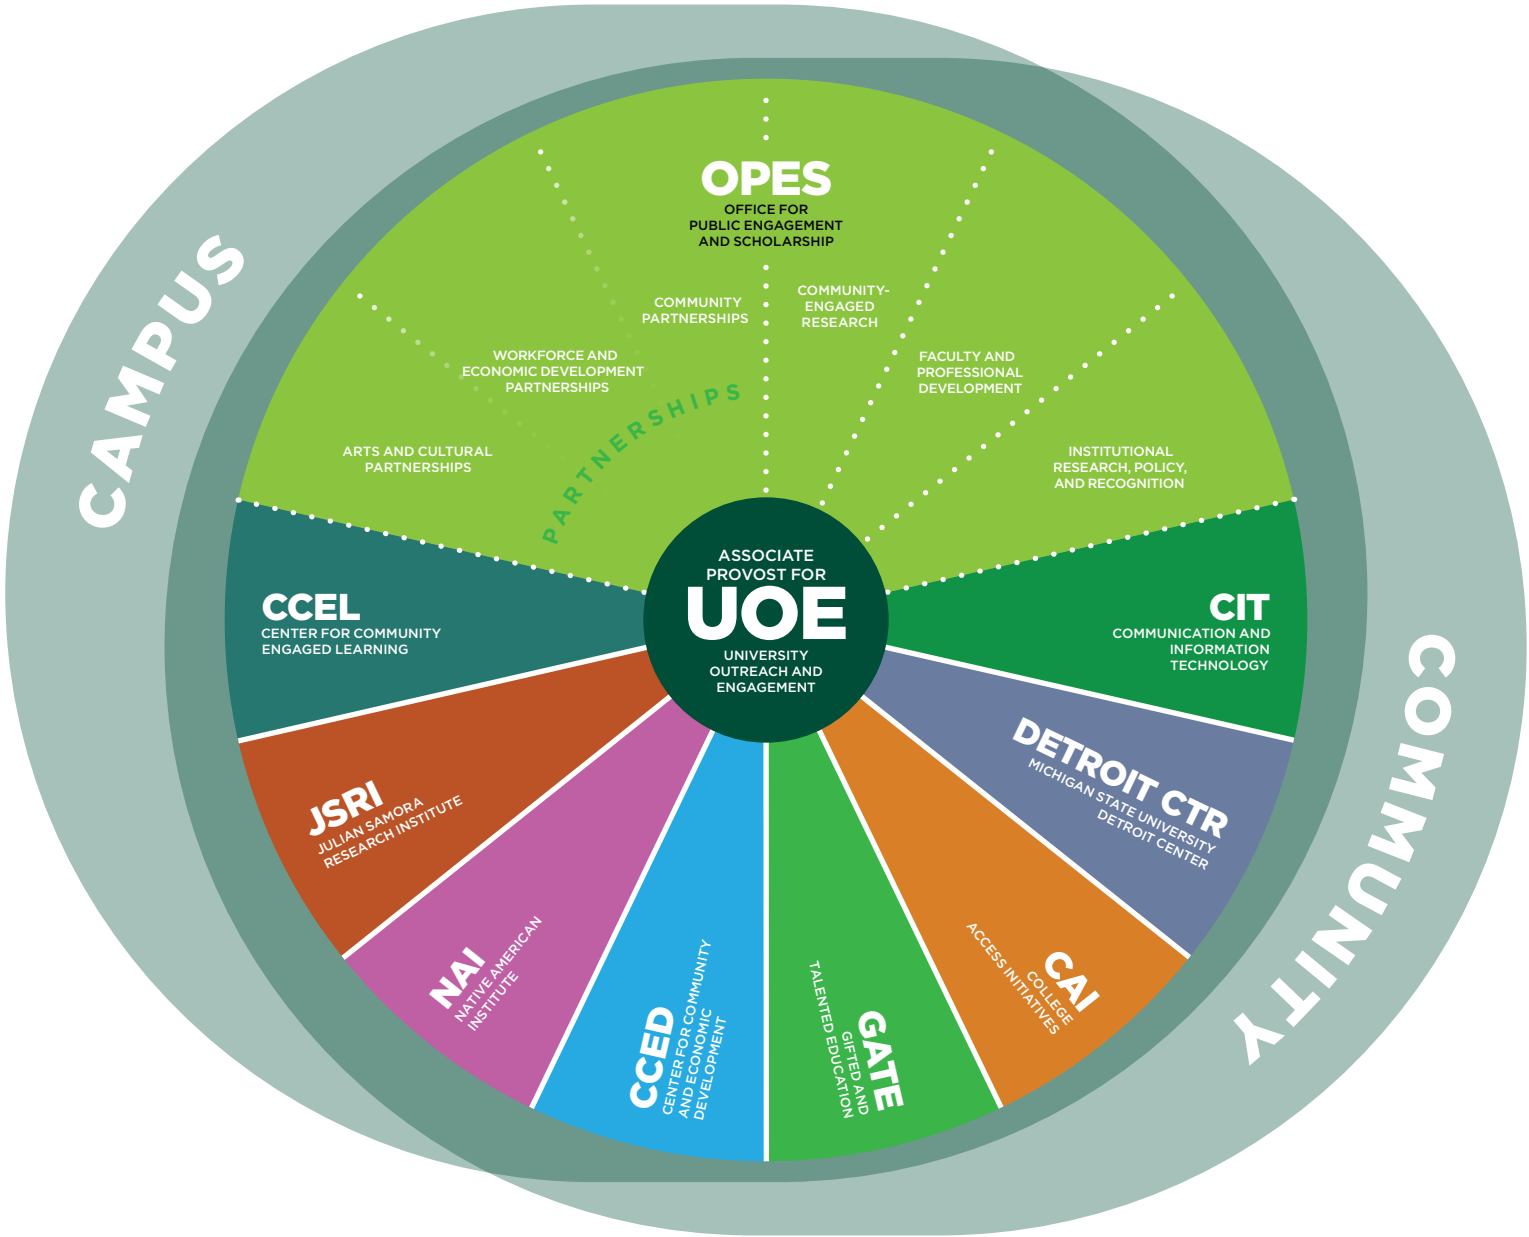 CAMPUS
OPES
OFFICE FOR
PUBLIC ENGAGEMENT
AND SCHOLARSHIP
ARTS AND CULTURAL
PARTNERSHIPS
WORKFORCE AND
ECONOMIC DEVELOPMENT
PARTNERSHIPS
COMMUNITY
PARTNERSHIPS
PARTNERSHIPS
COMMUNITY-
ENGAGED
RESEARCH
FACULTY AND
PROFESSIONAL
DEVELOPMENT
INSTITUTIONAL
RESEARCH, POLICY,
AND RECOGNITION
ASSOCIATE
PROVOST FOR
UOE
UNIVERSITY
OUTREACH AND
ENGAGEMENT
CIT
COMMUNICATION AND
INFORMATION
TECHNOLOGY
DETROIT CTR
MICHIGAN STATE UNIVERSITY
DETROIT CENTER
CAI
COLLEGE
ACCESS INITIATIVES
GATE
GIFTED AND
TALENTED EDUCATION
CCED
CENTER FOR COMMUNITY
AND ECONOMIC
DEVELOPMENT
NAI
NATIVE AMERICAN
INSTITUTE
JSRI
JULIAN SAMORA
RESEARCH INSTITUTE
CCEL
CENTER FOR COMMUNITY
ENGAGED LEARNING
COMMUNITY